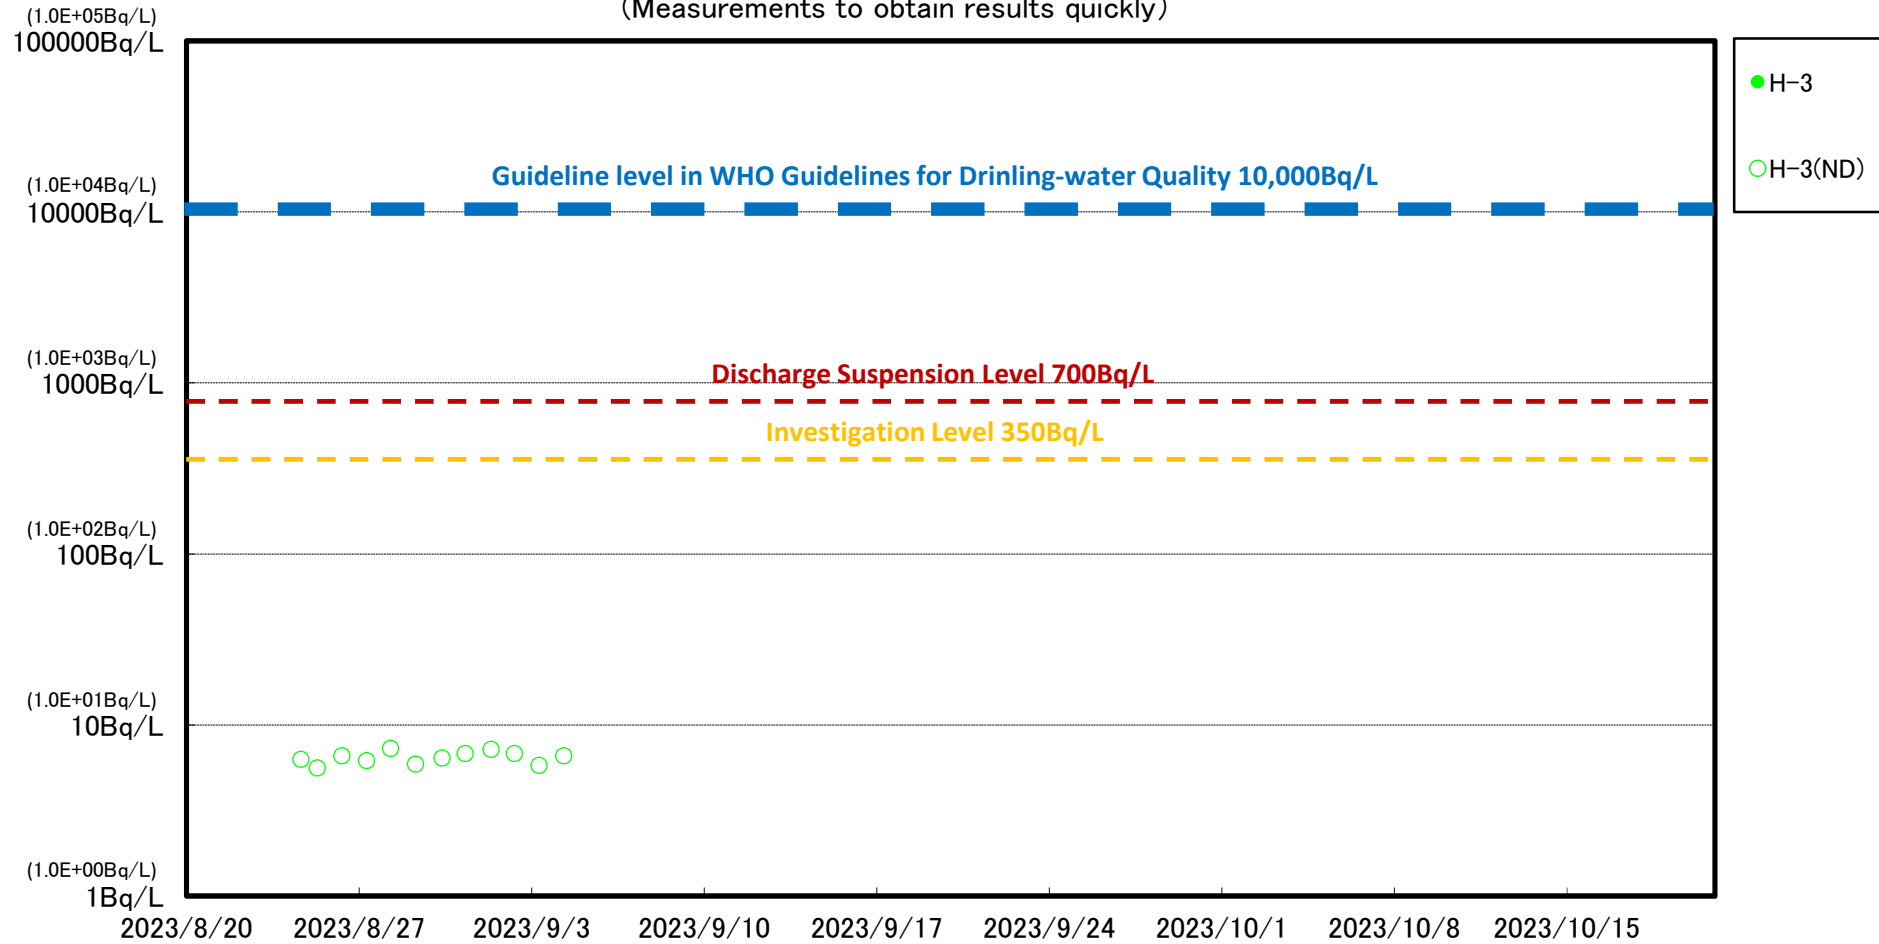 (Measurements to obtain results quickly)
(1.0E+05Bq/L)
100000Bq/L
H-3
H-3(ND)
Guideline level in WHO Guidelines for Drinling-water Quality 10,000Bq/L
(1.0E+04Bq/L)
10000Bq/L
(1.0E+03Bq/L)
1000Bq/L
Discharge Suspension Level 700Bq/L
Investigation Level 350Bq/L
(1.0E+02Bq/L)
100Bq/L
(1.0E+01Bq/L)
10Bq/L
(1.0E+00Bq/L)
1Bq/L
2023/8/20 2023/8/27 2023/9/3 2023/9/10 2023/9/17 2023/9/24 2023/10/1 2023/10/8 2023/10/15